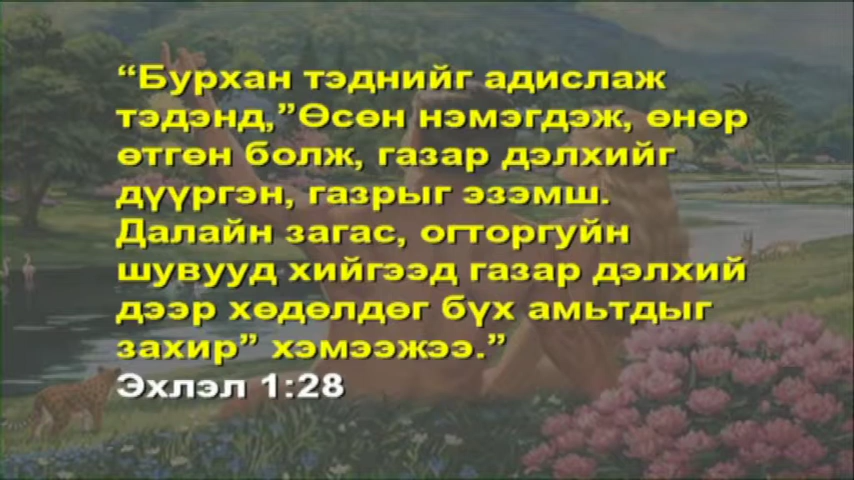 “Бурхан тэднийг адислаж
тэдэнд,”Өсөн нэмэгдэж, өнөр
өтгөн болж, газар дэлхийг
дүүргэн, газрыг эзэмш.
Далайн загас, огторгуйн
шувууд хийгээд газар дэлхий
дээр хөдөлдөг бүх амьтдыг
захир” хэмээжээ.”
Эхлэл 1:28